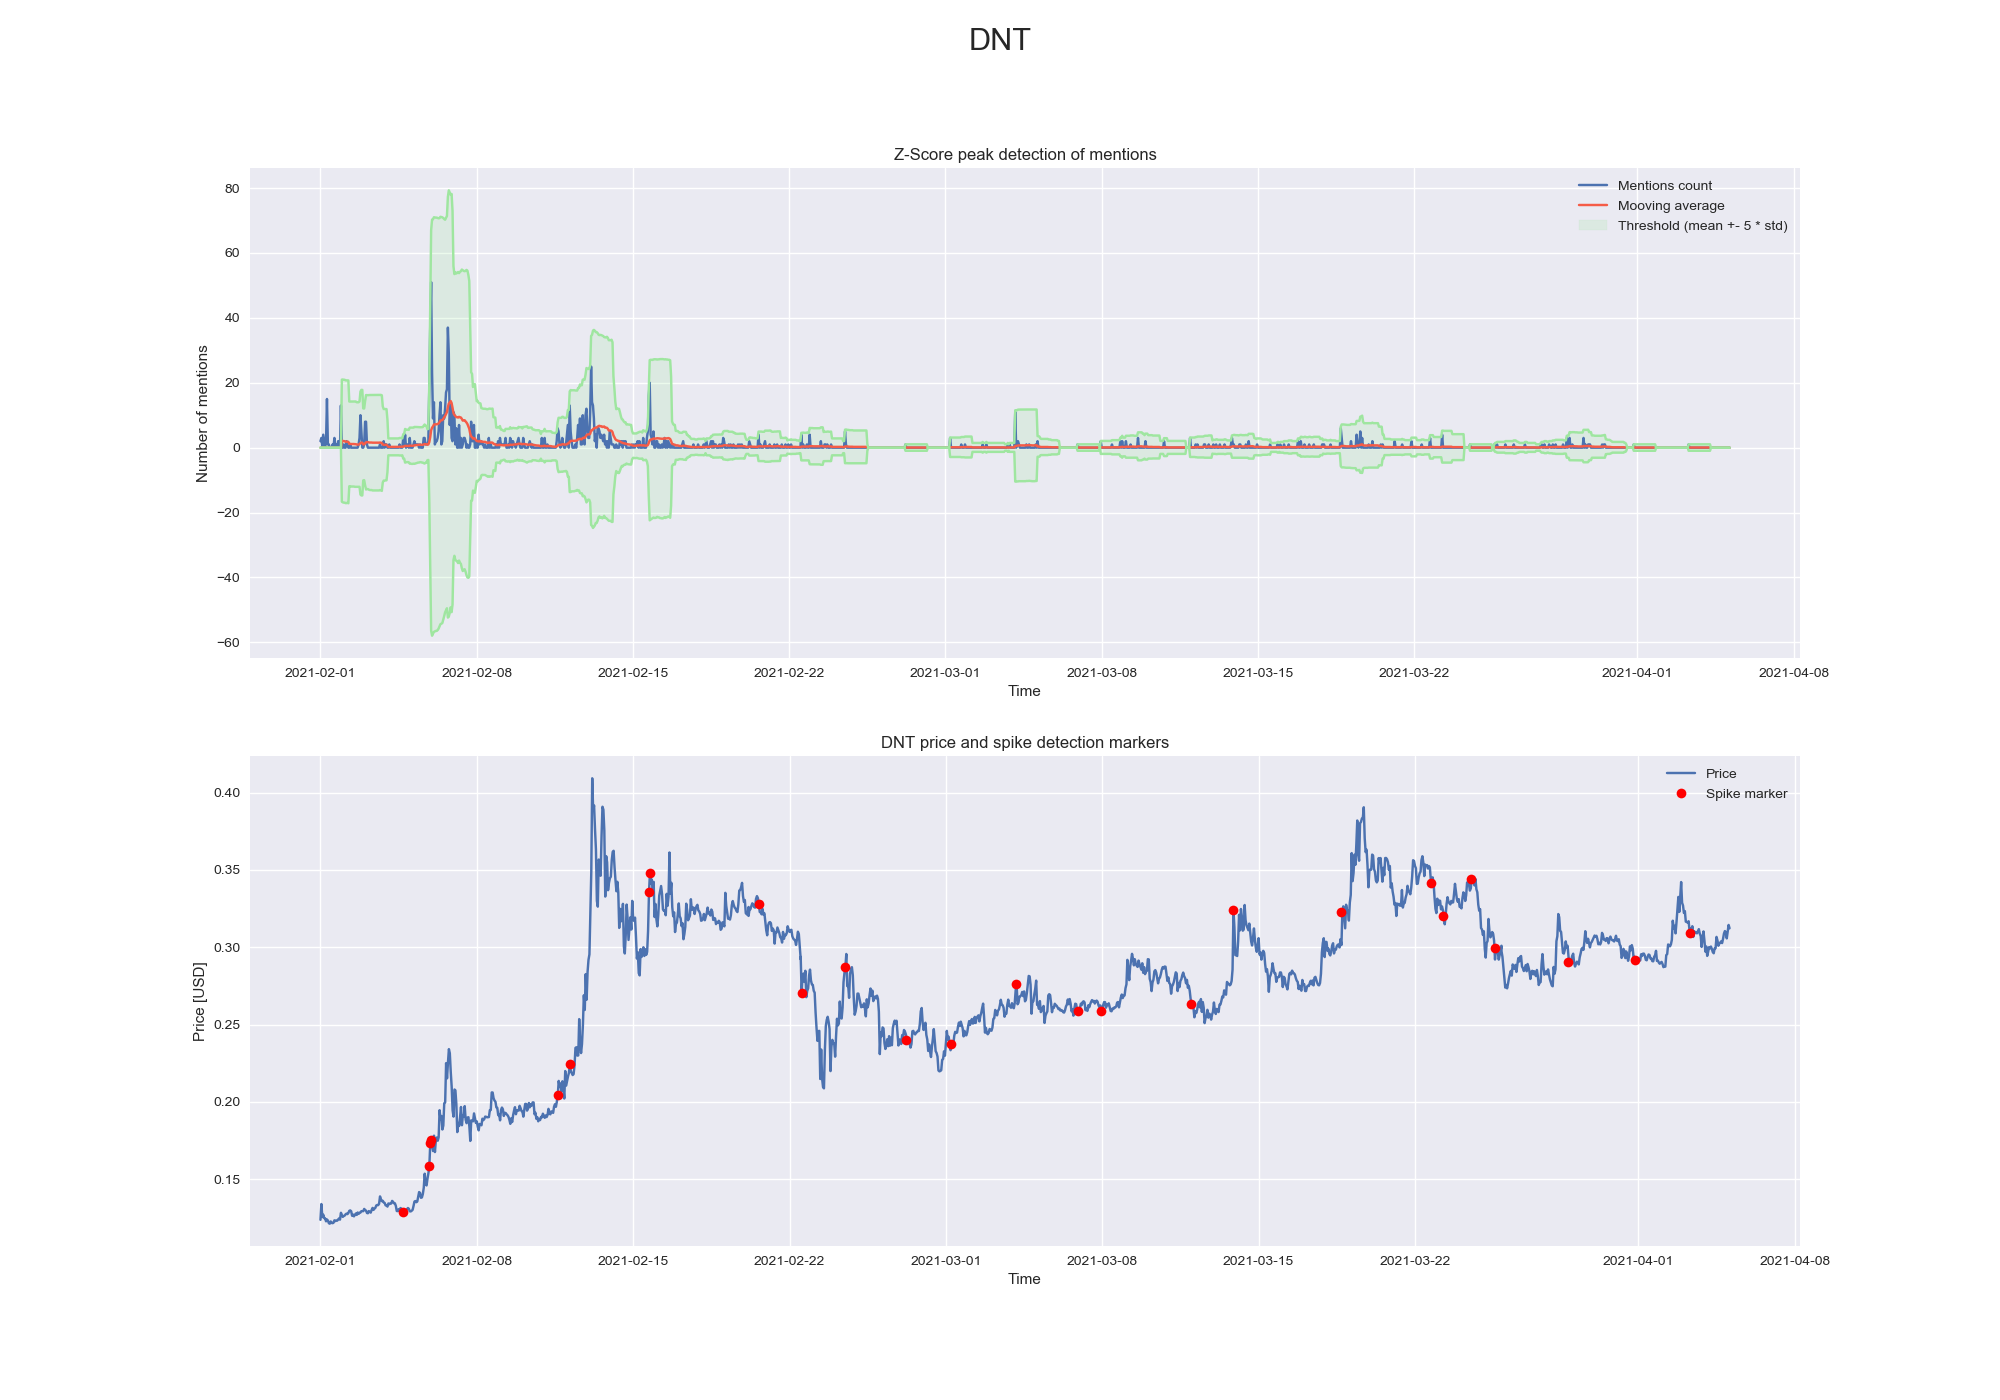 DNT
Z-Score peak detection of mentions
Mentions count
Mooving average
Threshold (mean +- 5 * std)
Number of mentions
80
60
40
20
0
−20
−40
−60
2021-02-01 2021-02-08 2021-02-15 2021-02-22 2021-03-01 2021-03-08 2021-03-15 2021-03-22 2021-04-01 2021-04-08
Time
DNT price and spike detection markers
Price
Spike marker
Price [USD]
0.40
0.35
0.30
0.25
0.20
0.15
2021-02-01 2021-02-08 2021-02-15 2021-02-22 2021-03-01 2021-03-08 2021-03-15 2021-03-22 2021-04-01 2021-04-08
Time